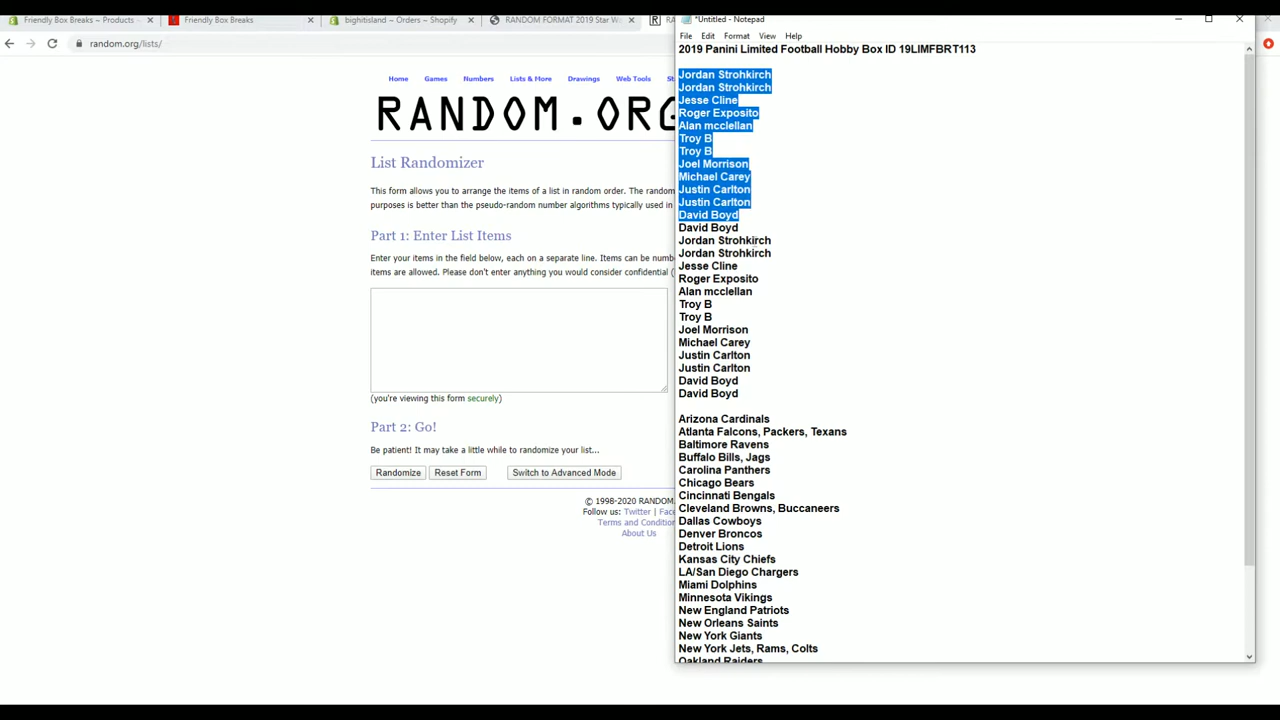 Friendly Box Breaks ~ Products
Friendly Box Breaks
bighitisland ~ Orders ~ Shopify
RANDOM FORMAT 2019 Star W
random.org/lists/
Home Games Numbers Lists & More Drawings Web Tools
RANDOM.ORG
List Randomizer
This form allows you to arrange the items of a list in random order. The random
purposes is better than the pseudo-random number algorithms typically used in
Part 1: Enter List Items
Enter your items in the field below, each on a separate line. Items can be
items are allowed. Please don't enter anything you would consider confidential
(you're viewing this form securely)
Part 2: Go!
Be patient! It may take a little while to randomize your list...
Randomize Reset Form Switch to Advanced Mode
© 1998-2020 RANDOM
Follow us: Twitter |
Terms and
About Us
*Untitled - Notepad
File Edit Format View Help
2019 Panini Limited Football Hobby Box ID 19LIMFBRT113
Jordan Strohkirch
Jordan Strohkirch
Jesse Cline
Roger Exposito
Alan mcclellan
Troy B
Troy B
Joel Morrison
Michael Carey
Justin Carlton
Justin Carlton
David Boyd
David Boyd
Jordan Strohkirch
Jordan Strohkirch
Jesse Cline
Roger Exposito
Alan mcclellan
Troy B
Troy B
Joel Morrison
Michael Carey
Justin Carlton
Justin Carlton
David Boyd
David Boyd
Arizona Cardinals
Atlanta Falcons, Packers, Texans
Baltimore Ravens
Buffalo Bills, Jags
Carolina Panthers
Chicago Bears
Cincinnati Bengals
Cleveland Browns, Buccaneers
Dallas Cowboys
Denver Broncos
Detroit Lions
Kansas City Chiefs
LA/San Diego Chargers
Miami Dolphins
Minnesota Vikings
New England Patriots
New Orleans Saints
New York Giants
New York Jets, Rams, Colts
Oakland Raiders